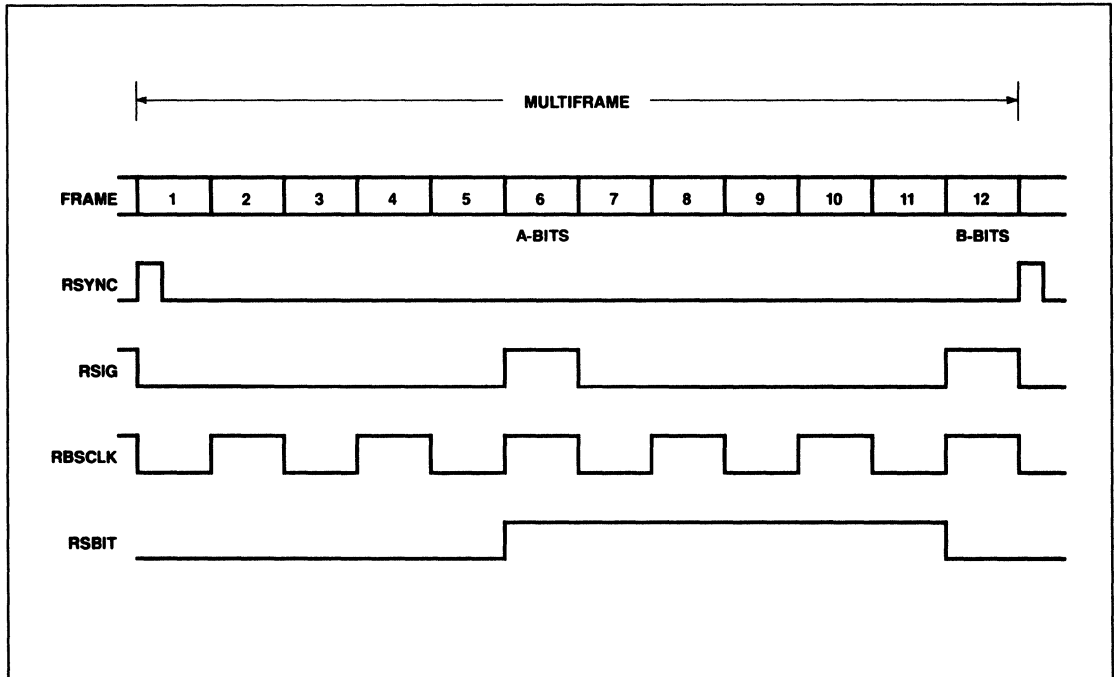 MULTIFRAME
FRAME 1 2 3 4 5 6 7 8 9 10 11 12
A-BITS B-BITS
RSYNC
RSIG
RBSCLK
RSBIT